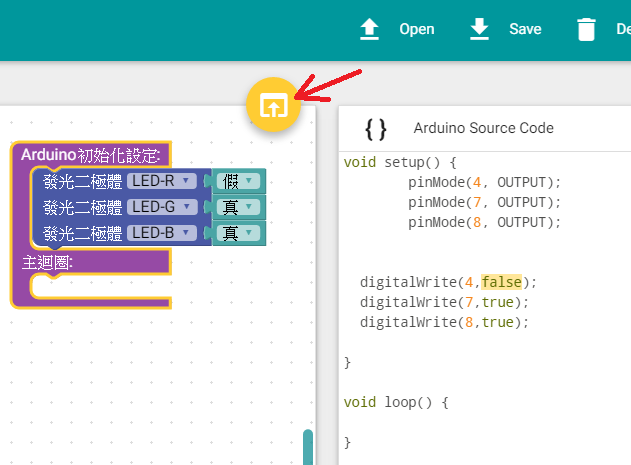 Open Save De
{} Arduino Source Code
Arduino初始化設定:
發光二極體 LED-R 假
發光二極體 LED-G 真
發光二極體 LED-B 真
主迴圈:
void setup() {
pinMode(4, OUTPUT);
pinMode(7, OUTPUT);
pinMode(8, OUTPUT);
digitalWrite(4,false);
digitalWrite(7,true);
digitalWrite(8,true);
}
void loop() {
}